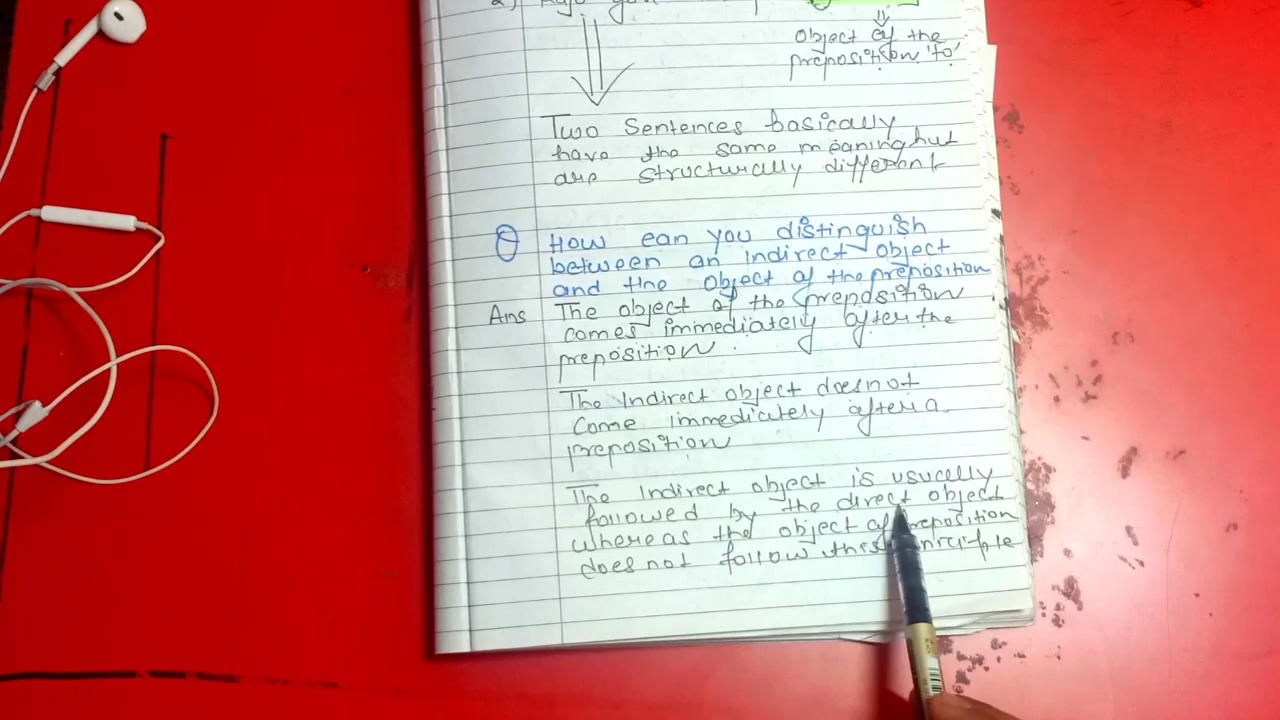 2)
object of the
preposition 'to'
Two Sentences basically
have the same meaning but
are structurally different
Q How can you distinguish
between an indirect object
and the object of the preposition
Ans The object of the preposition
comes immediately after the
preposition.
The Indirect object does not
come immediately after a
preposition
The Indirect object is usually
followed by the direct object
whereas the object of preposition
does not follow this